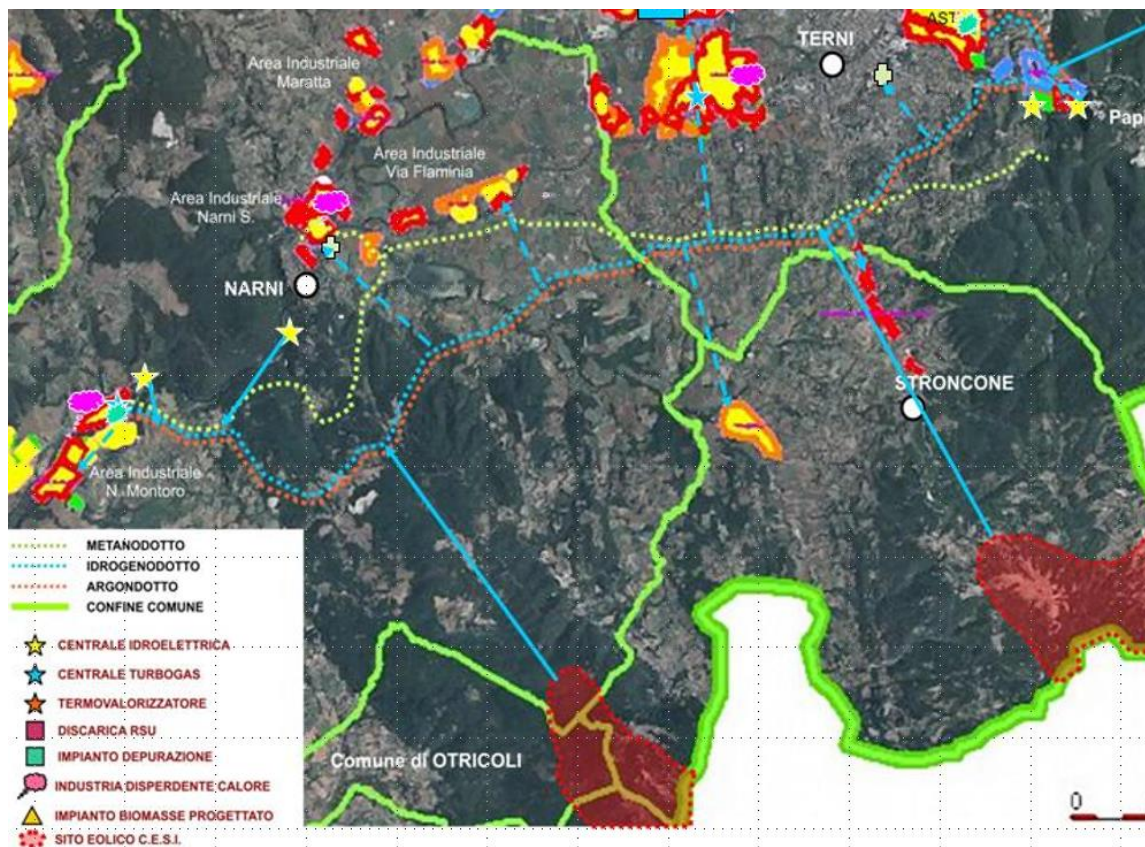 AST
TERNI
Area Industriale
Maratta
Area Industriale
Via Flaminia
Area Industriale
Narni S.
NARNI
STRONCONE
Area Industriale
N. Montoro
METANODOTTO
IDROGENODOTTO
ARGONDOTTO
CONFINE COMUNE
CENTRALE IDROELETTRICA
CENTRALE TURBOGAS
TERMOVALORIZZATORE
DISCARICA RSU
IMPIANTO DEPURAZIONE
INDUSTRIA DISPERDENTE CALORE
IMPIANTO BIOMASSE PROGETTATO
SITO EOLICO C.E.S.I.
Comune di OTRICOLI
0